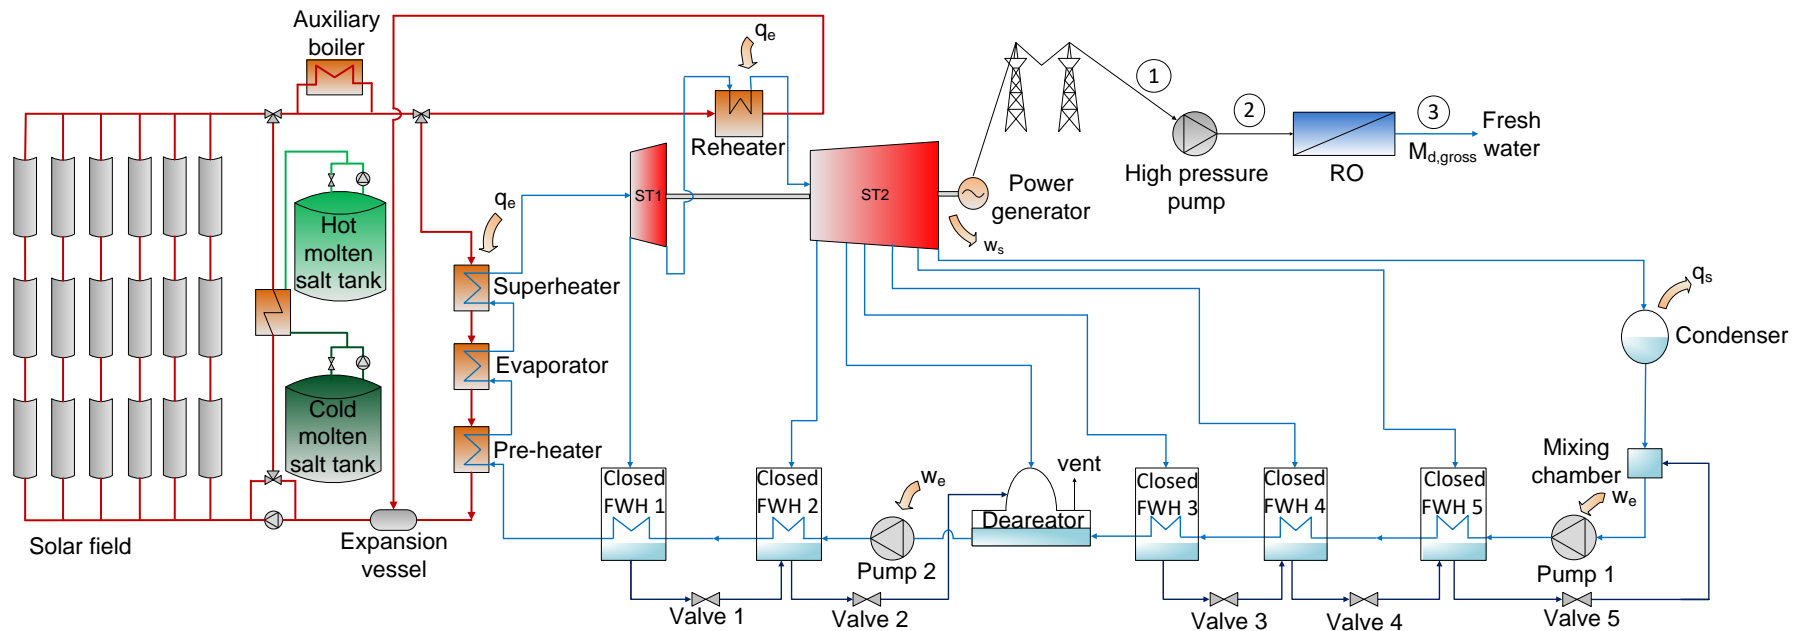 Auxiliary
boiler
qe
1
2
3
Fresh
water
Md,gross
RO
High pressure
pump
Reheater
ST1
ST2
Power
generator
ws
qe
Hot
molten
salt tank
Superheater
qs
Condenser
Evaporator
Cold
molten
salt tank
Pre-heater
Mixing
chamber
Closed
FWH 1
Closed
FWH 2
we
vent
Deareator
Closed
FWH 3
Closed
FWH 4
Closed
FWH 5
we
Solar field
Expansion
vessel
Pump 2
Pump 1
Valve 1
Valve 2
Valve 3
Valve 4
Valve 5